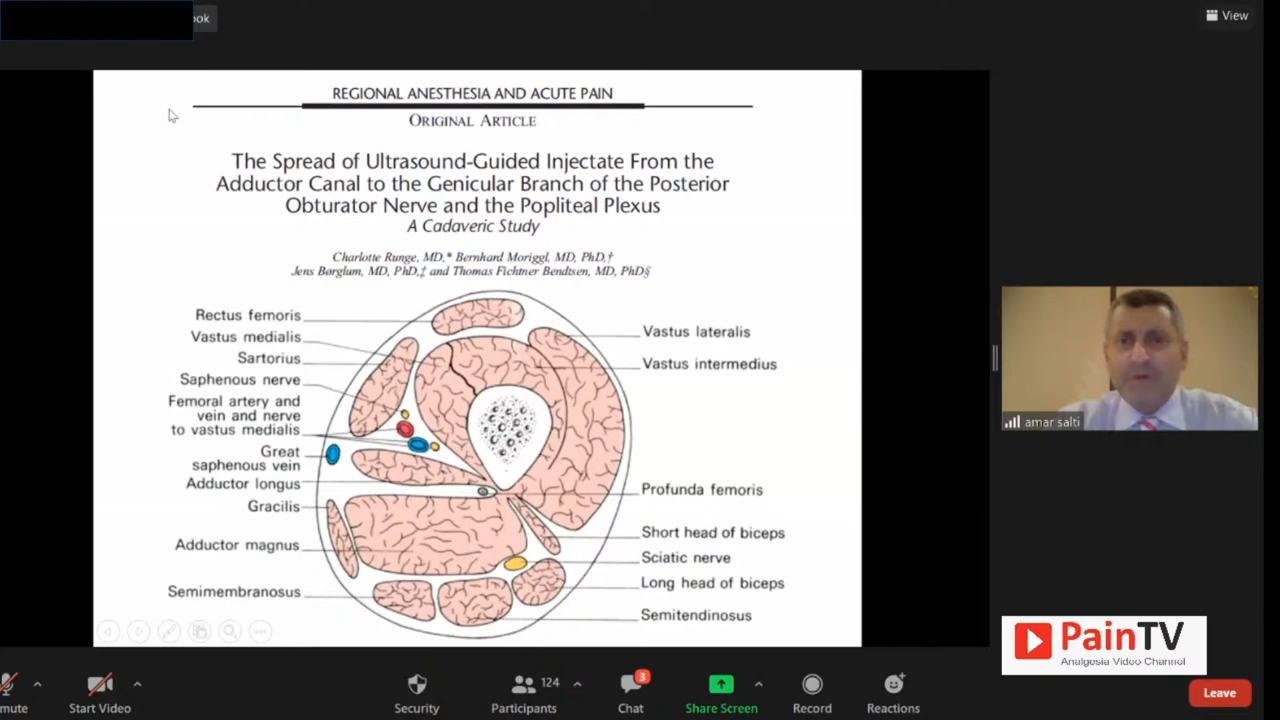 ook
View
REGIONAL ANESTHESIA AND ACUTE PAIN
ORIGINAL ARTICLE
The Spread of Ultrasound-Guided Injectate From the
Adductor Canal to the Genicular Branch of the Posterior
Obturator Nerve and the Popliteal Plexus
A Cadaveric Study
Charlotte Runge, MD,* Bernhard Moriggl, MD, PhD,†
Jens Børglum, MD, PhD,‡ and Thomas Fichtner Bendtsen, MD, PhD§
Rectus femoris
Vastus medialis
Sartorius
Saphenous nerve
Femoral artery and
vein and nerve
to vastus medialis
Great
saphenous vein
Adductor longus
Gracilis
Adductor magnus
Semimembranosus
Vastus lateralis
Vastus intermedius
Profunda femoris
Short head of biceps
Sciatic nerve
Long head of biceps
Semitendinosus
amar salti
PainTV
Analgesia Video Channel
mute
Start Video
Security
124
Participants
3
Chat
Share Screen
Record
Reactions
Leave